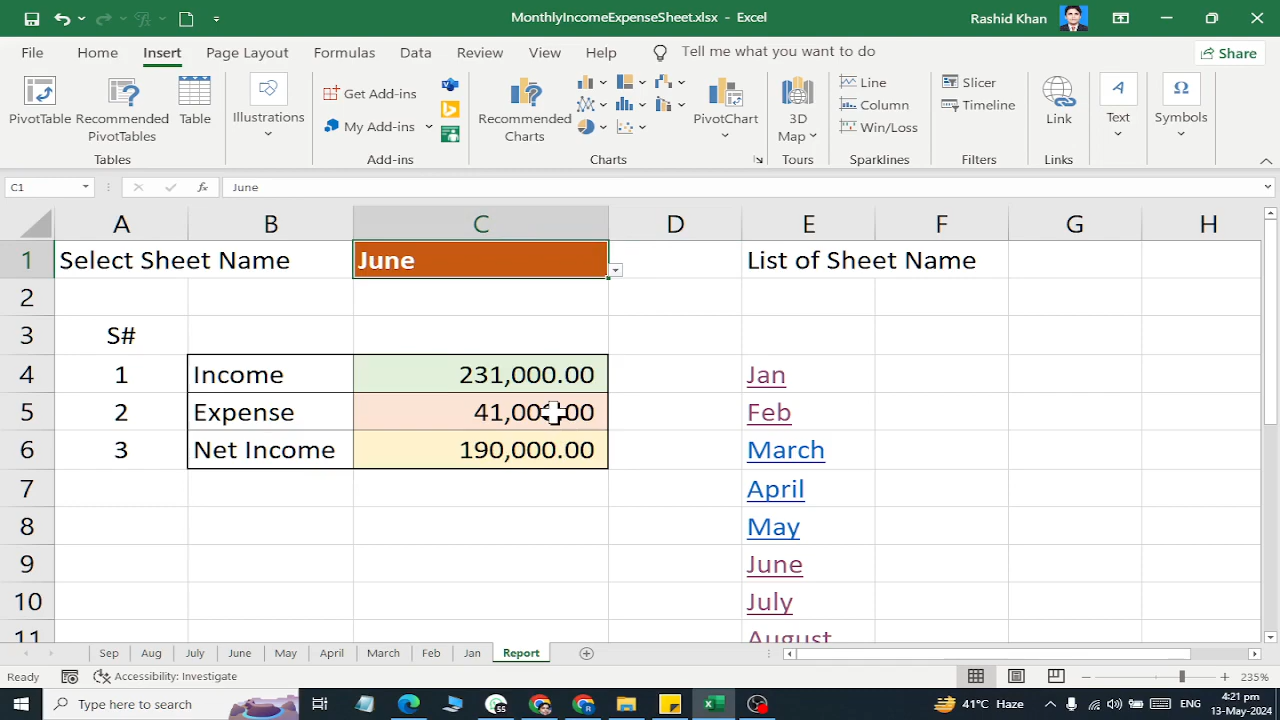 MonthlyIncomeExpenseSheet.xlsx - Excel
Rashid Khan
File Home Insert Page Layout Formulas Data Review View Help Tell me what you want to do Share
PivotTable
Recommended
PivotTables
Table
Tables
Illustrations
Get Add-ins
My Add-ins
Add-ins
Recommended
Charts
PivotChart
Charts
3D
Map
Tours
Line
Column
Win/Loss
Sparklines
Slicer
Timeline
Filters
Link
Links
Text
Symbols
C1 fx June
A B C D E F G H
1 Select Sheet Name June List of Sheet Name
2
3 S#
4 1 Income 231,000.00 Jan
5 2 Expense Feb
6 3 Net Income 190,000.00 March
7 April
8 May
9 June
10 July
11 August
Sep Aug July June May April March Feb Jan Report
Ready Accessibility: Investigate 235%
Type here to search
41°C Haze
4:21 pm
13-May-2024